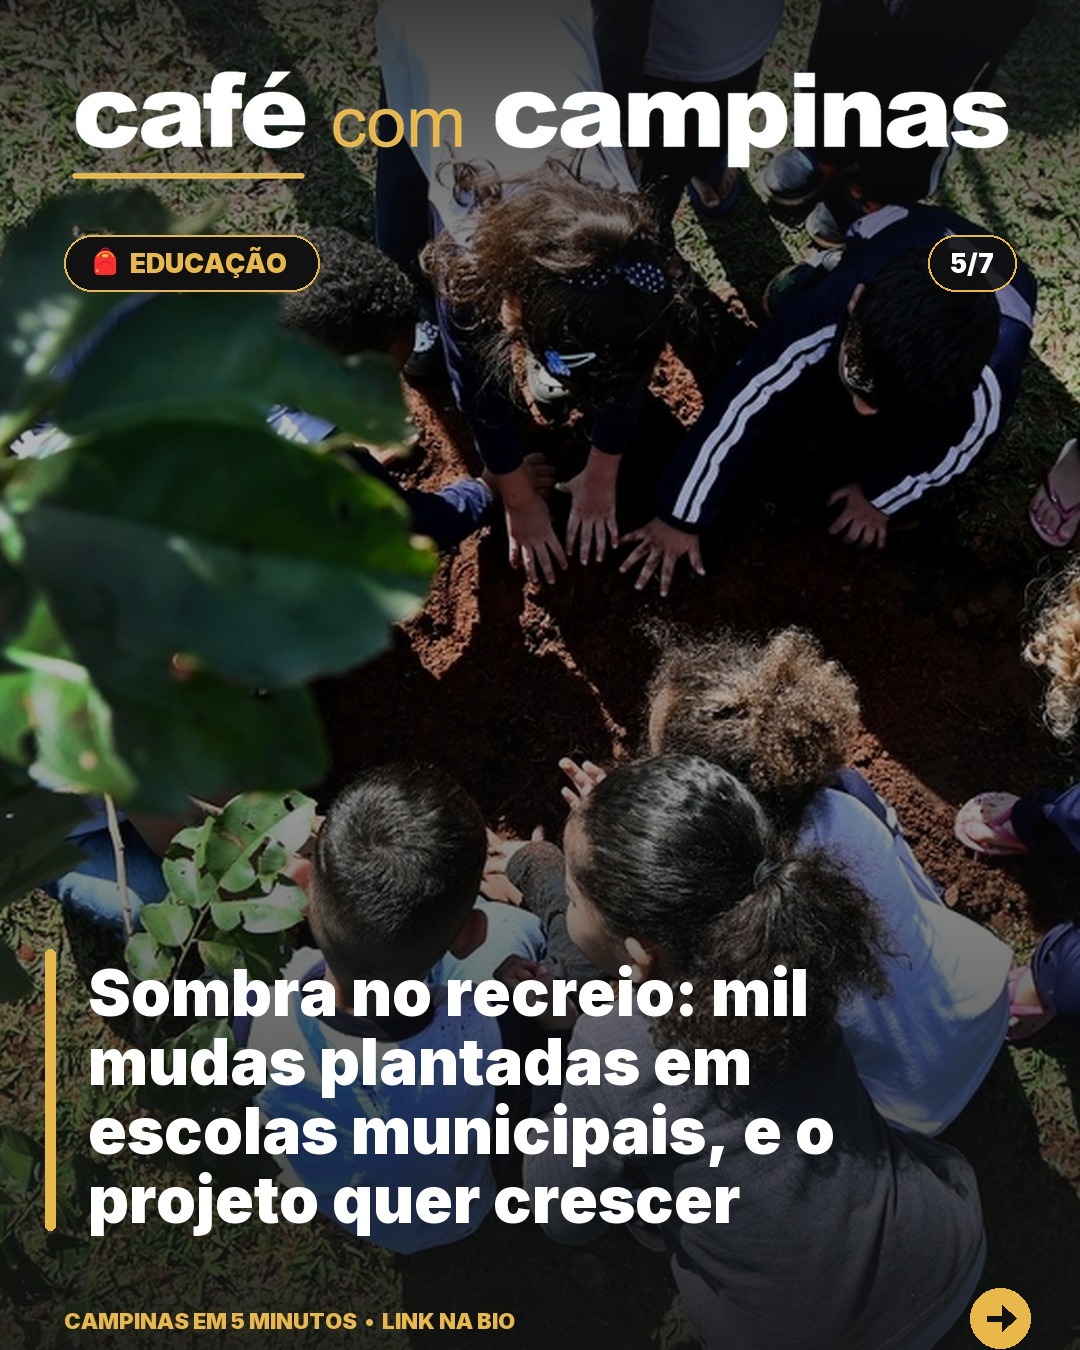 café com campinas
EDUCAÇÃO
5/7
Sombra no recreio: mil
mudas plantadas em
escolas municipais, e o
projeto quer crescer
CAMPINAS EM 5 MINUTOS • LINK NA BIO